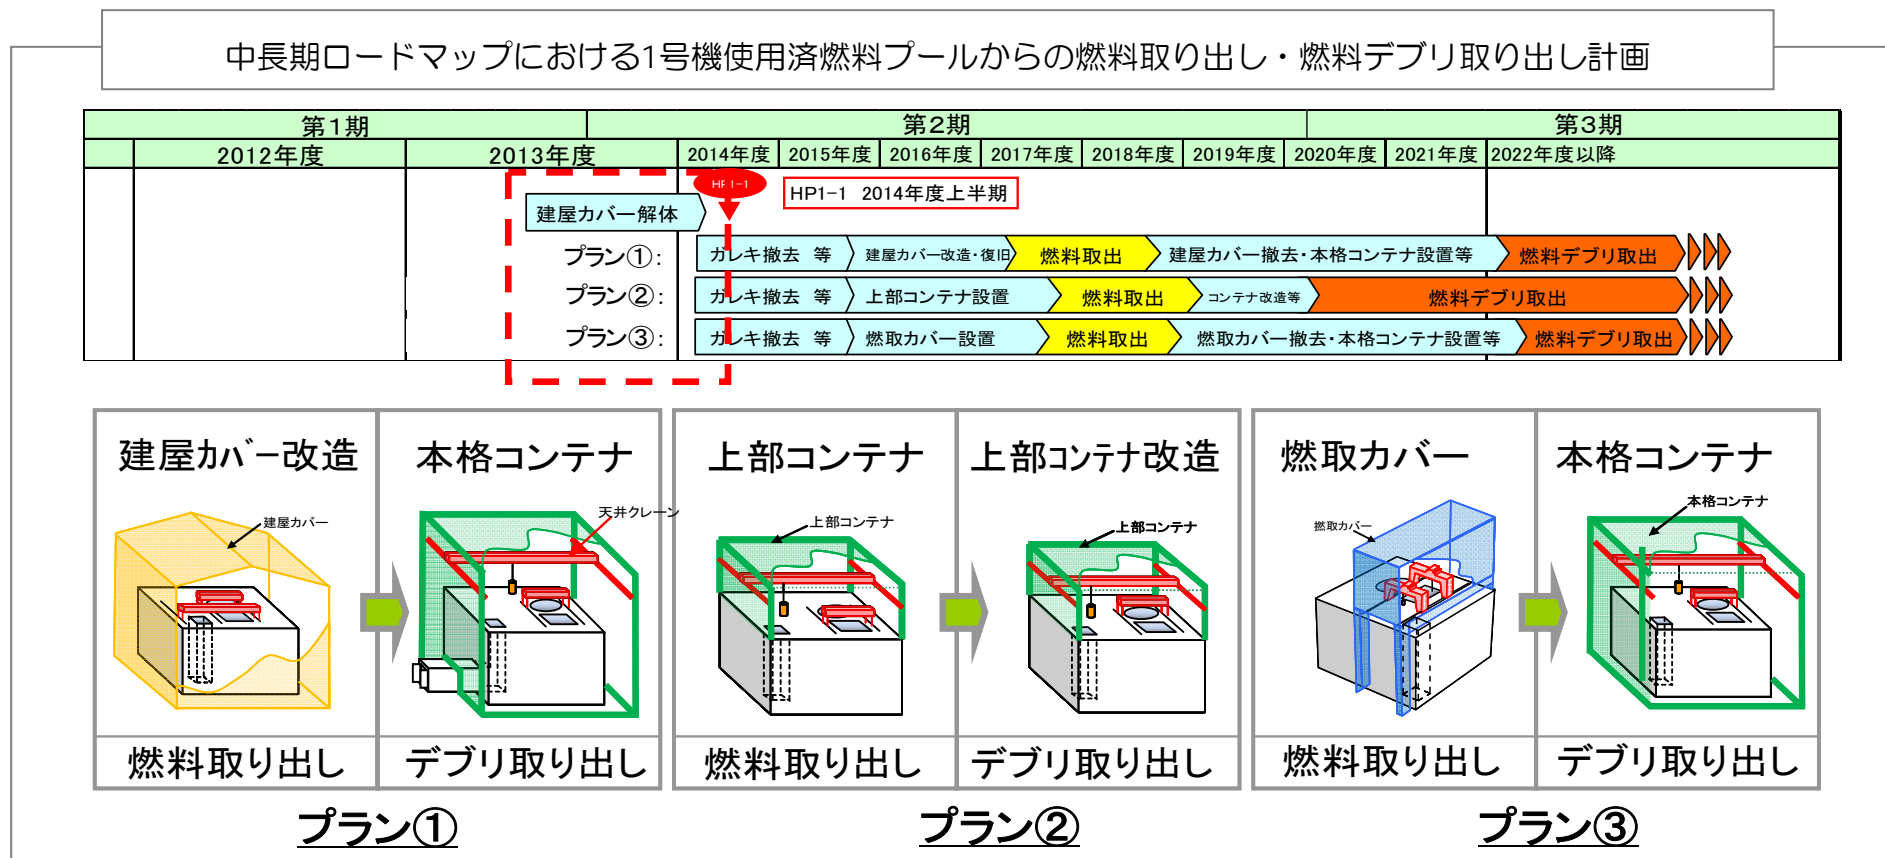 中長期ロードマップにおける1号機使用済燃料プールからの燃料取り出し・燃料デブリ取り出し計画
第1期 第2期 第3期
2012年度 2013年度 2014年度 2015年度 2016年度 2017年度 2018年度 2019年度 2020年度 2021年度 2022年度以降
HP1-1
HP1-1 2014年度上半期
建屋カバー解体
プラン①： ガレキ撤去 等 建屋カバー改造・復旧 燃料取出 建屋カバー撤去・本格コンテナ設置等 燃料デブリ取出
プラン②： ガレキ撤去 等 上部コンテナ設置 燃料取出 コンテナ改造等 燃料デブリ取出
プラン③： ガレキ撤去 等 燃取カバー設置 燃料取出 燃取カバー撤去・本格コンテナ設置等 燃料デブリ取出
建屋カバー改造 本格コンテナ 上部コンテナ 上部コンテナ改造 燃取カバー 本格コンテナ
建屋カバー 天井クレーン 上部コンテナ 上部コンテナ 燃取カバー 本格コンテナ
燃料取り出し デブリ取り出し 燃料取り出し デブリ取り出し 燃料取り出し デブリ取り出し
プラン① プラン② プラン③